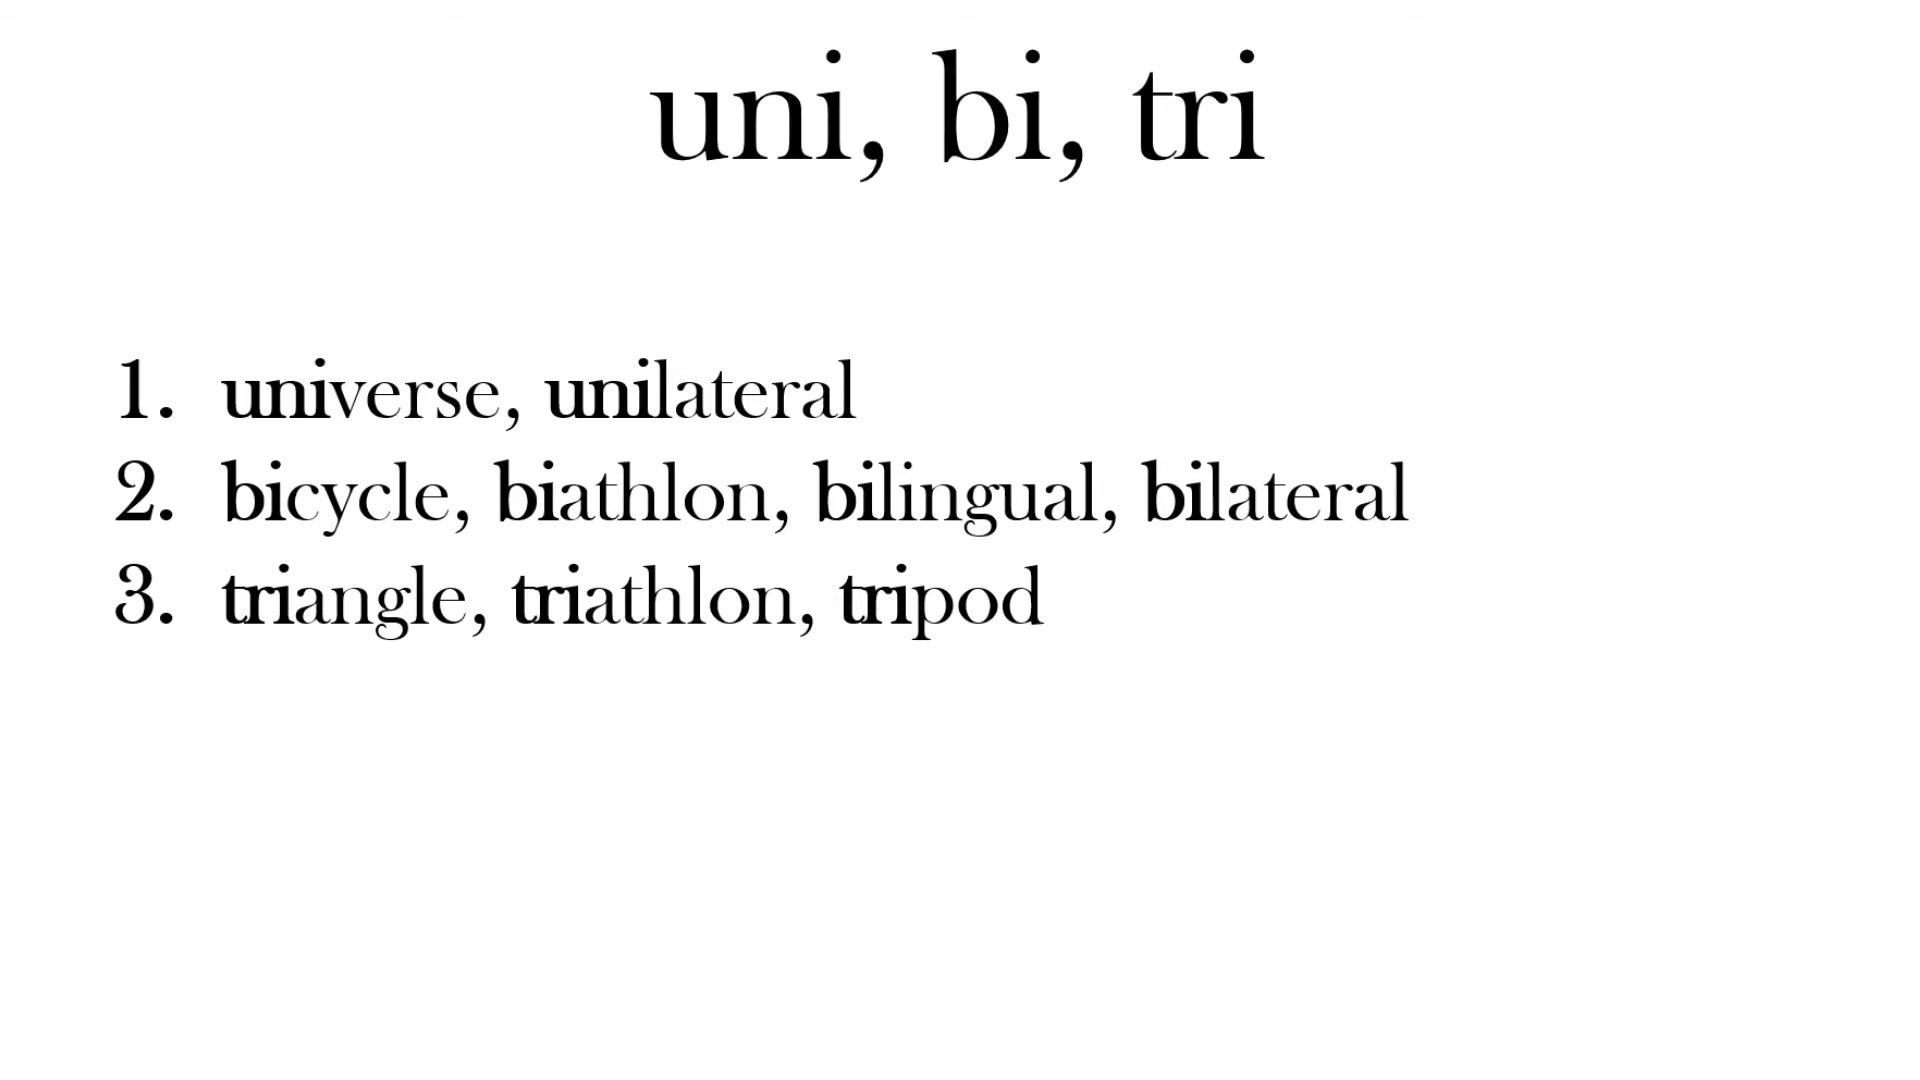 uni, bi, tri
1. universe, unilateral
2. bicycle, biathlon, bilingual, bilateral
3. triangle, triathlon, tripod